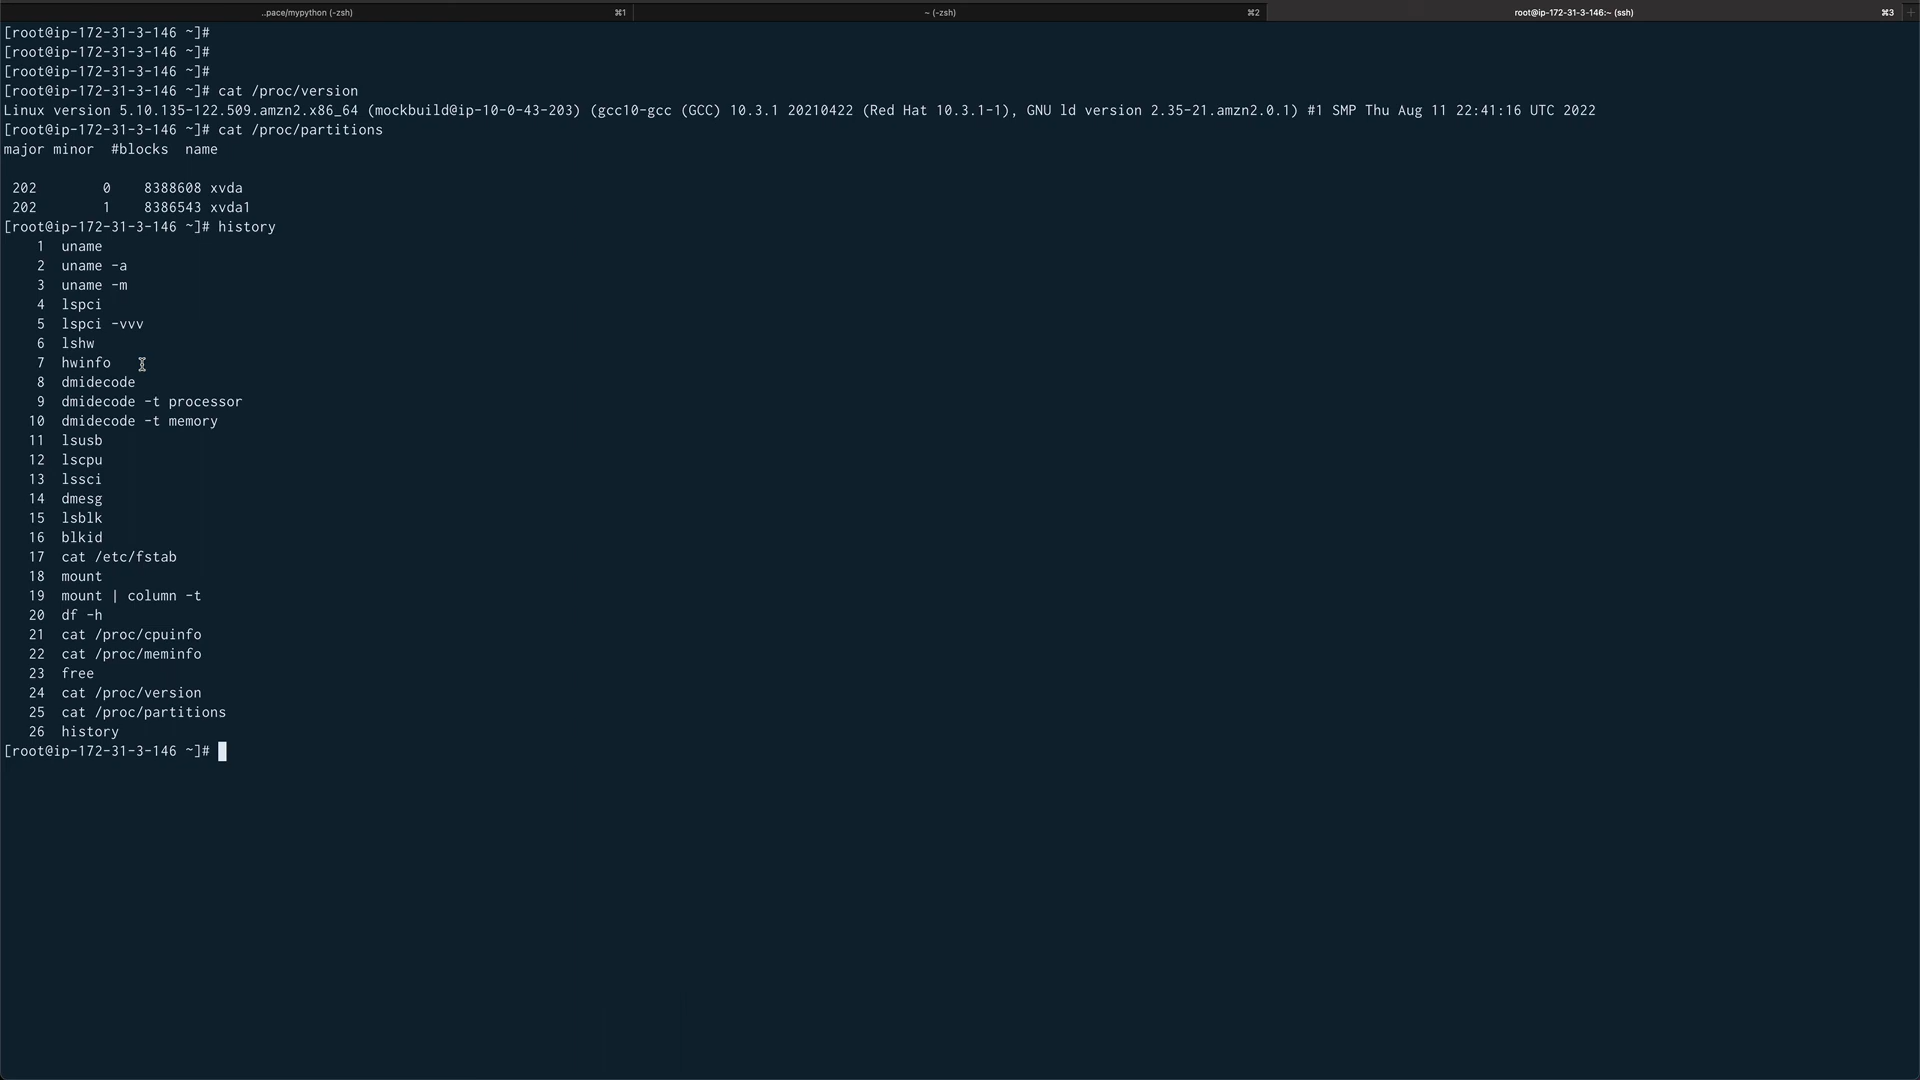 ..pace/mypython (-zsh) ⌘1 ~ (-zsh) ⌘2 root@ip-172-31-3-146:~ (ssh) ⌘3 +
[root@ip-172-31-3-146 ~]#
[root@ip-172-31-3-146 ~]#
[root@ip-172-31-3-146 ~]#
[root@ip-172-31-3-146 ~]# cat /proc/version
Linux version 5.10.135-122.509.amzn2.x86_64 (mockbuild@ip-10-0-43-203) (gcc10-gcc (GCC) 10.3.1 20210422 (Red Hat 10.3.1-1), GNU ld version 2.35-21.amzn2.0.1) #1 SMP Thu Aug 11 22:41:16 UTC 2022
[root@ip-172-31-3-146 ~]# cat /proc/partitions
major minor  #blocks  name
 202        0    8388608 xvda
 202        1    8386543 xvda1
[root@ip-172-31-3-146 ~]# history
    1  uname
    2  uname -a
    3  uname -m
    4  lspci
    5  lspci -vvv
    6  lshw
    7  hwinfo
    8  dmidecode
    9  dmidecode -t processor
   10  dmidecode -t memory
   11  lsusb
   12  lscpu
   13  lssci
   14  dmesg
   15  lsblk
   16  blkid
   17  cat /etc/fstab
   18  mount
   19  mount | column -t
   20  df -h
   21  cat /proc/cpuinfo
   22  cat /proc/meminfo
   23  free
   24  cat /proc/version
   25  cat /proc/partitions
   26  history
[root@ip-172-31-3-146 ~]#